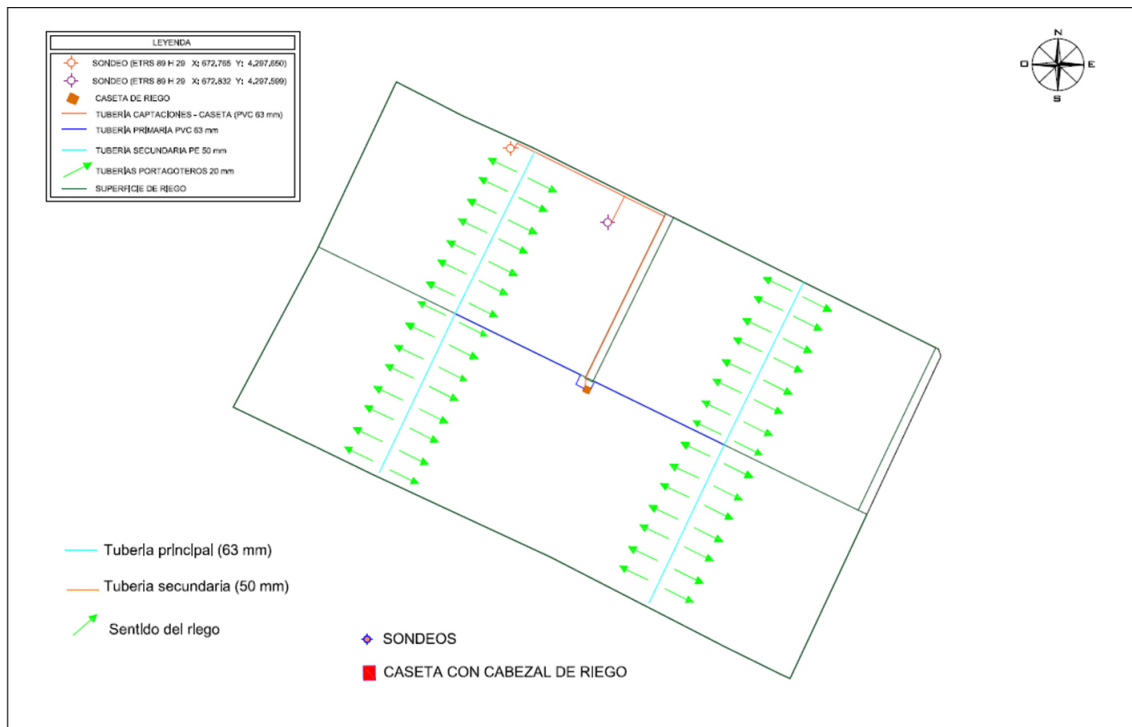 LEYENDA
SONDEO (ETRS 89 H 29 X: 672,765 Y: 4,297,650)
SONDEO (ETRS 89 H 29 X: 672,832 Y: 4,297,599)
CASETA DE RIEGO
TUBERÍA CAPTACIONES - CASETA (PVC 63 mm)
TUBERÍA PRIMARIA PVC 63 mm
TUBERÍA SECUNDARIA PE 50 mm
TUBERÍAS PORTAGOTEROS 20 mm
SUPERFICIE DE RIEGO
N
O E
S
Tubería principal (63 mm)
Tuberia secundaria (50 mm)
Sentido del riego
SONDEOS
CASETA CON CABEZAL DE RIEGO